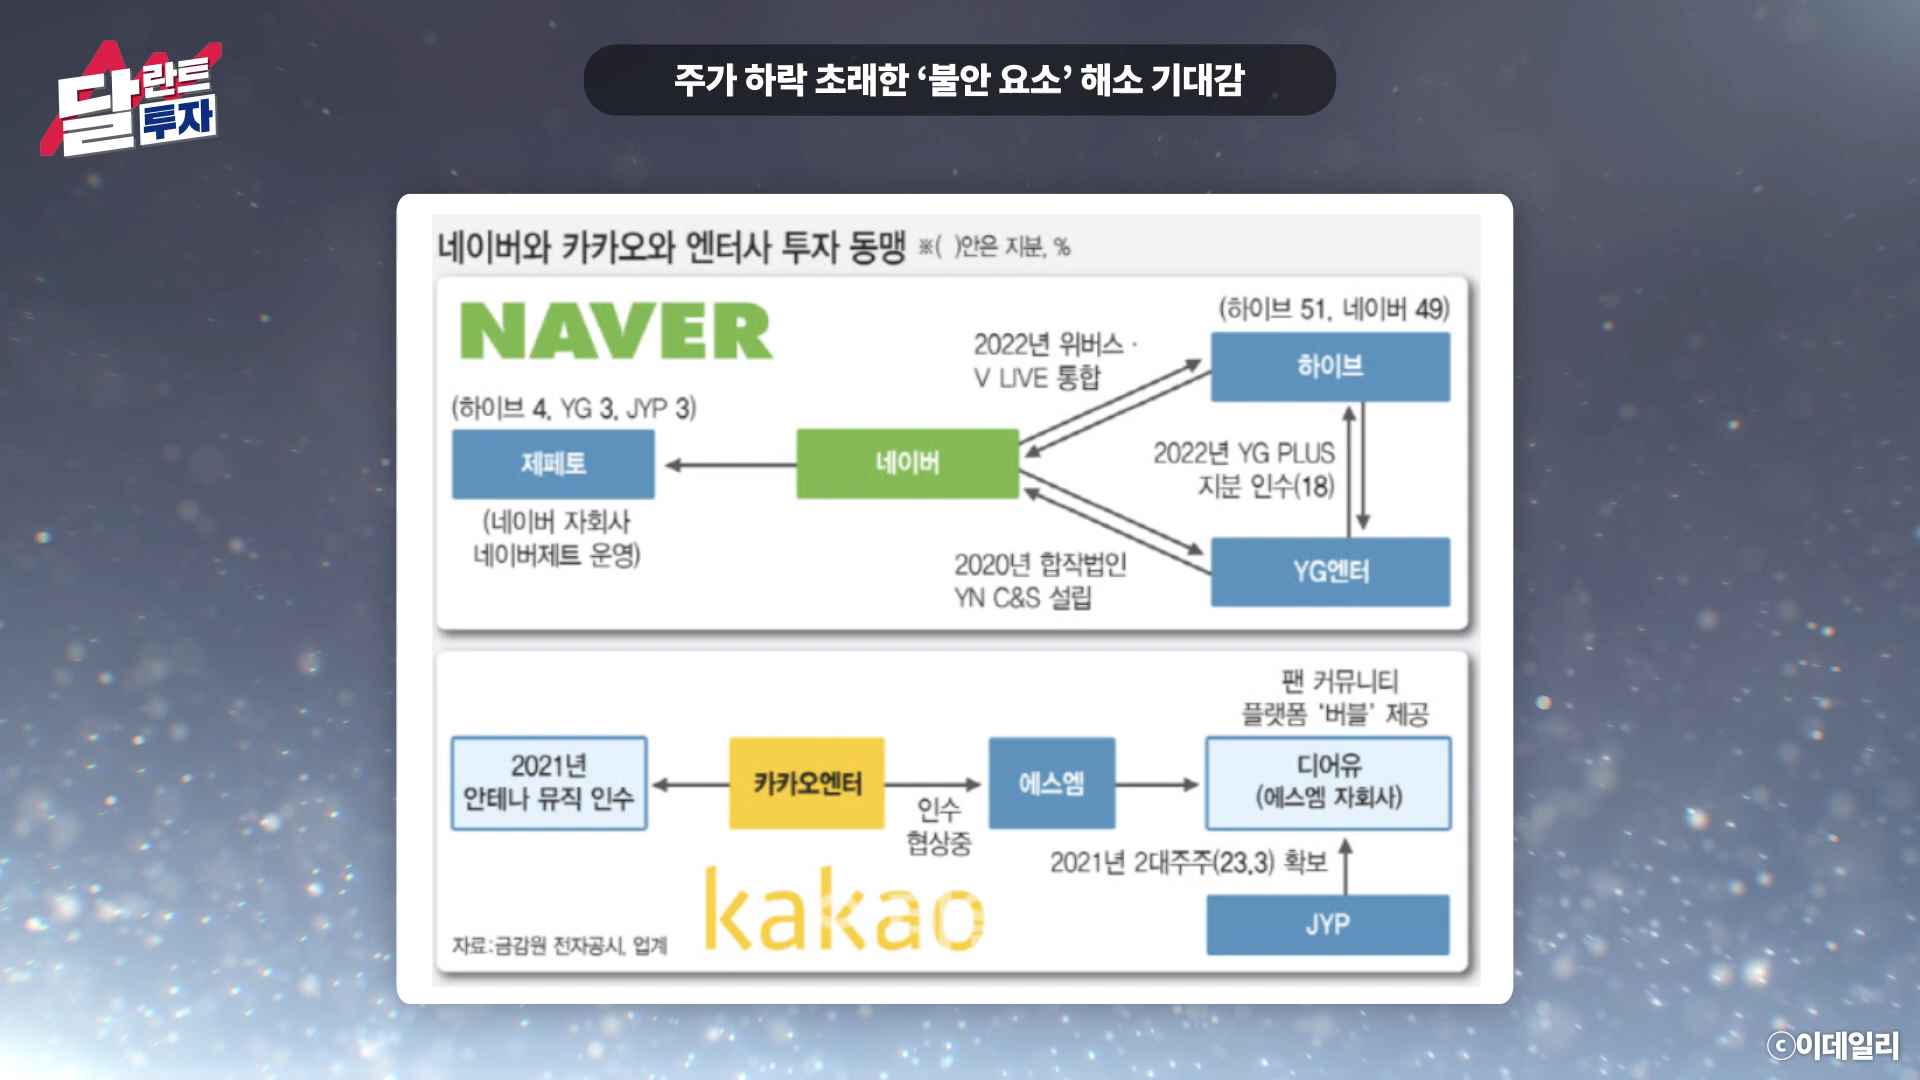 달란트
투자
주가 하락 초래한 ‘불안 요소’ 해소 기대감
네이버와 카카오와 엔터사 투자 동맹 ※( )안은 지분, %
NAVER
(하이브 51, 네이버 49)
2022년 위버스·
V LIVE 통합
하이브
(하이브 4, YG 3, JYP 3)
제페토
네이버
2022년 YG PLUS
지분 인수(18)
(네이버 자회사
네이버제트 운영)
2020년 합작법인
YN C&S 설립
YG엔터
팬 커뮤니티
플랫폼 ‘버블’ 제공
2021년
안테나 뮤직 인수
카카오엔터
인수
협상중
에스엠
디어유
(에스엠 자회사)
2021년 2대주주(23.3) 확보
kakao
JYP
자료:금감원 전자공시, 업계
ⓒ이데일리